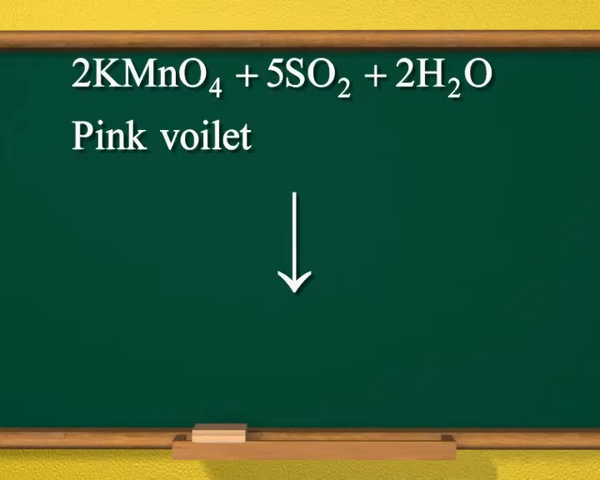 2KMnO₄ + 5SO₂ + 2H₂O
Pink voilet